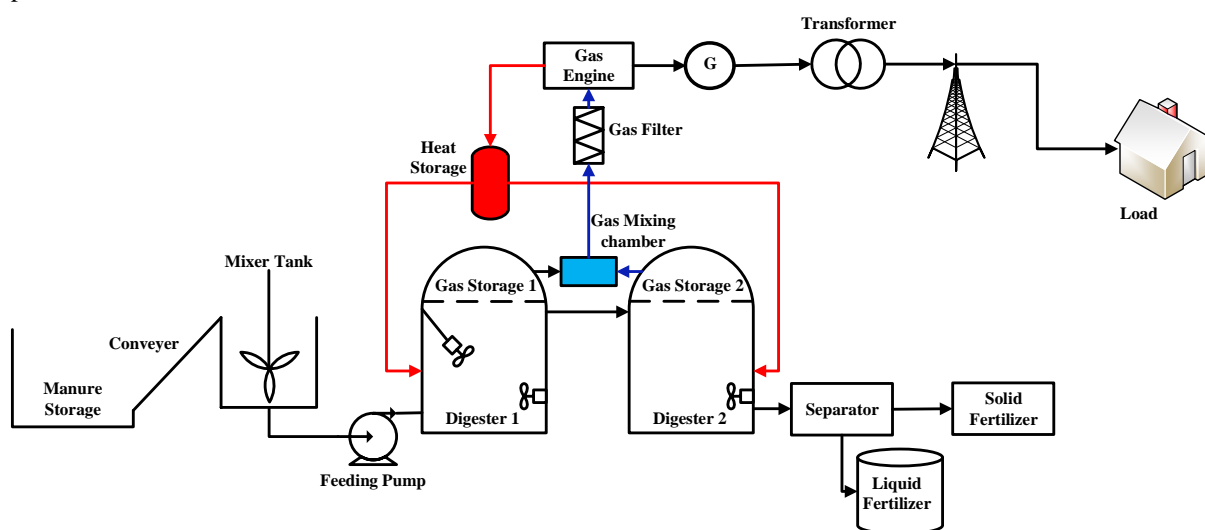 Transformer
Gas
Engine
G
Gas Filter
Heat
Storage
Load
Gas Mixing
chamber
Mixer Tank
Gas Storage 1
Gas Storage 2
Conveyer
Manure
Storage
Digester 1
Digester 2
Separator
Solid
Fertilizer
Feeding Pump
Liquid
Fertilizer